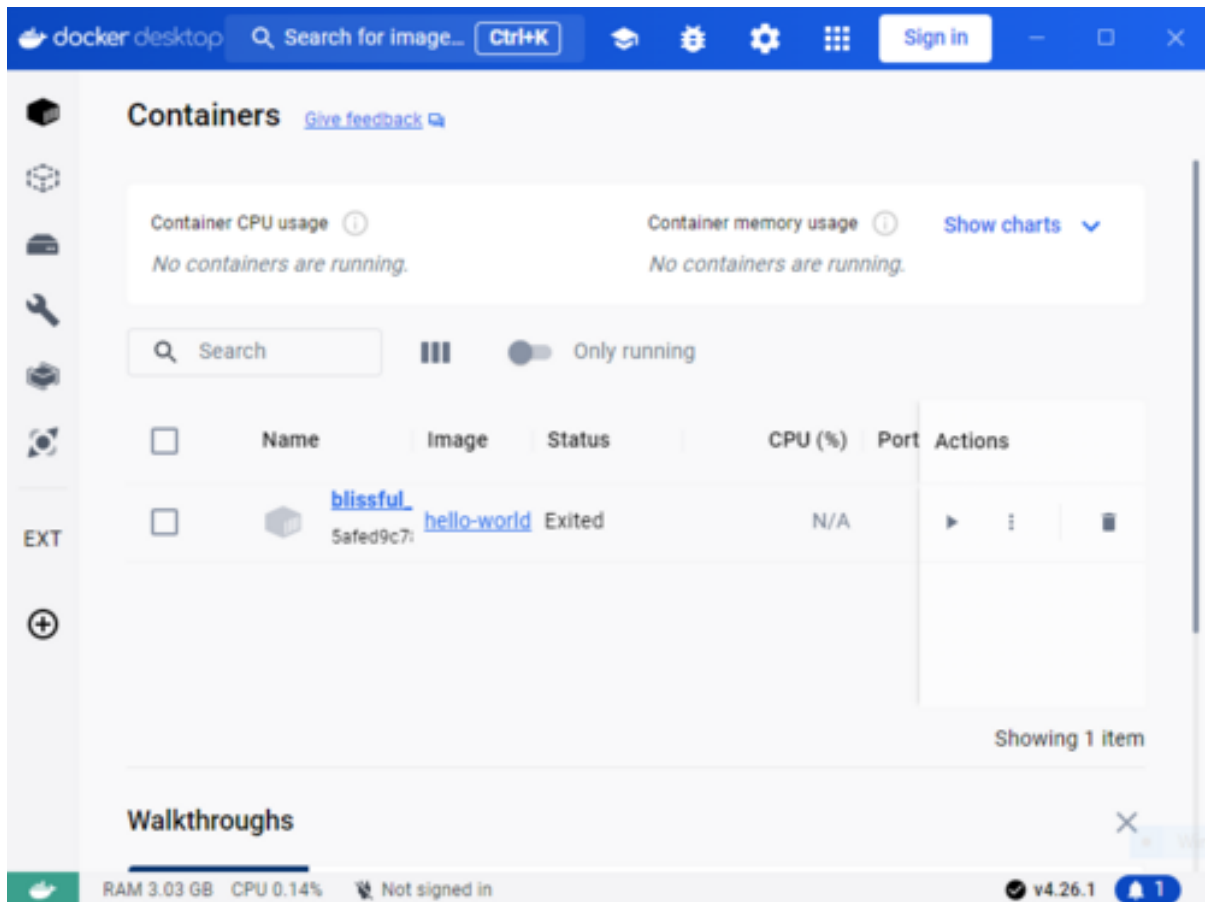 docker desktop Search for image... Ctrl+K Sign in
Containers Give feedback
Container CPU usage Container memory usage Show charts
No containers are running. No containers are running.
Search Only running
Name Image Status CPU (%) Port Actions
blissful_
hello-world Exited N/A
5afed9c7
EXT
Showing 1 item
Walkthroughs
RAM 3.03 GB CPU 0.14% Not signed in v4.26.1 1